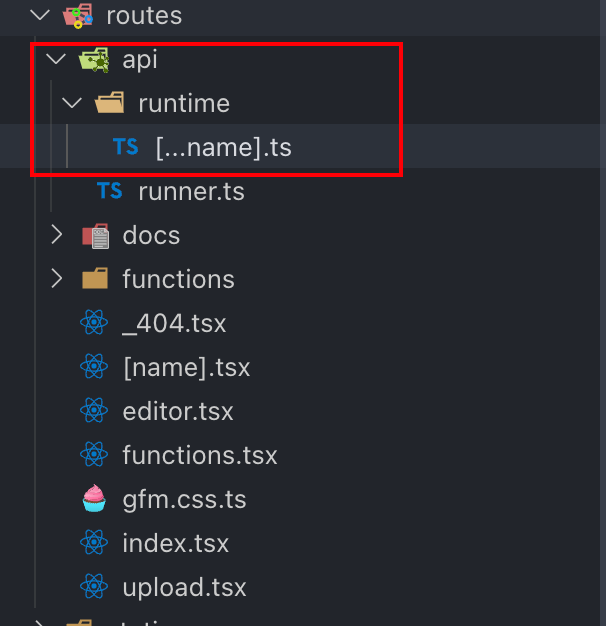 routes
api
runtime
TS [...name].ts
TS runner.ts
docs
functions
_404.tsx
[name].tsx
editor.tsx
functions.tsx
gfm.css.ts
index.tsx
upload.tsx